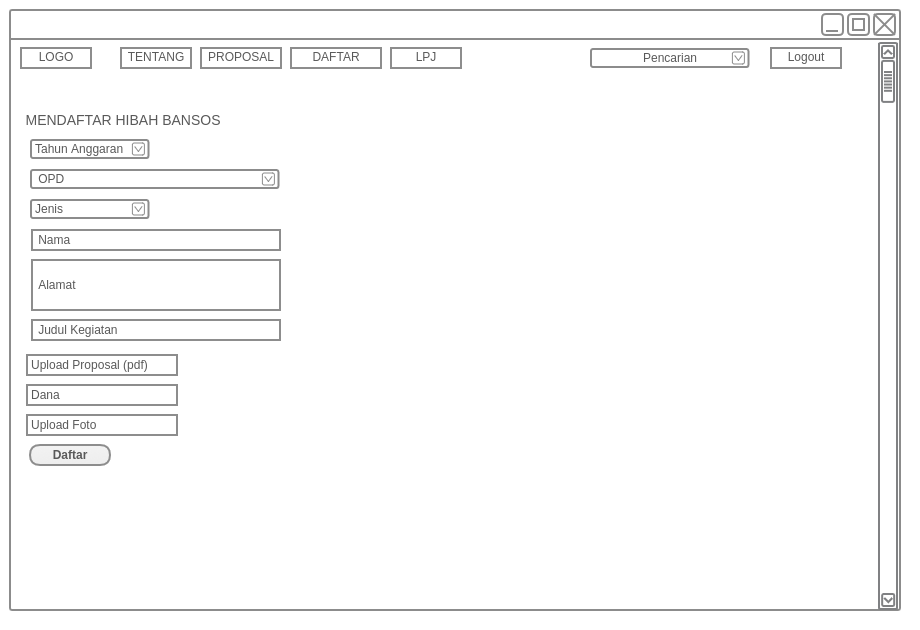 LOGO TENTANG PROPOSAL DAFTAR LPJ Pencarian Logout
MENDAFTAR HIBAH BANSOS
Tahun Anggaran
OPD
Jenis
Nama
Alamat
Judul Kegiatan
Upload Proposal (pdf)
Dana
Upload Foto
Daftar